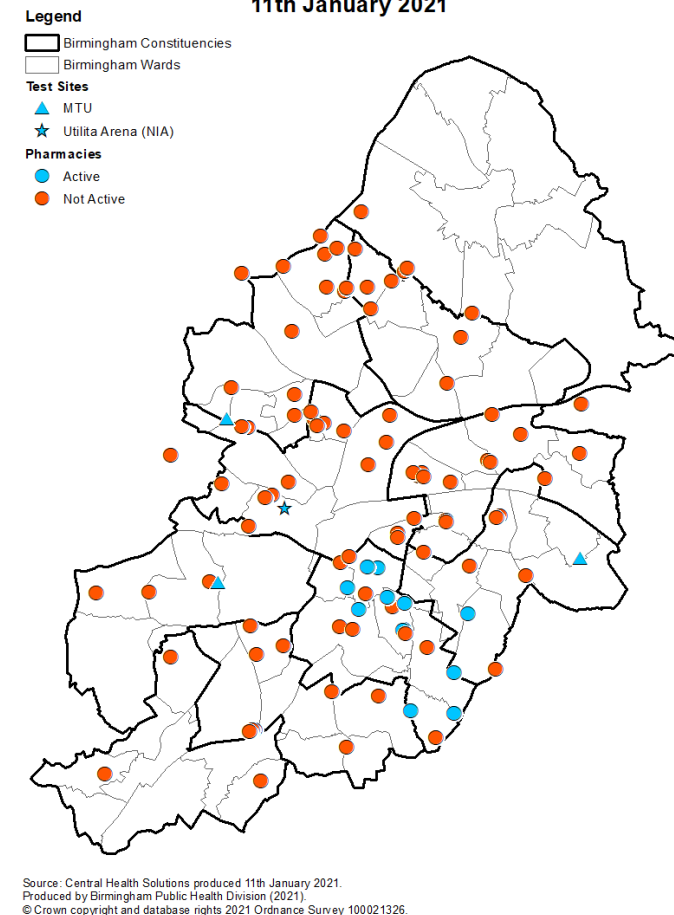 11th January 2021
Legend
Birmingham Constituencies
Birmingham Wards
Test Sites
MTU
Utilita Arena (NIA)
Pharmacies
Active
Not Active
Source: Central Health Solutions produced 11th January 2021.
Produced by Birmingham Public Health Division (2021).
© Crown copyright and database rights 2021 Ordnance Survey 100021326.